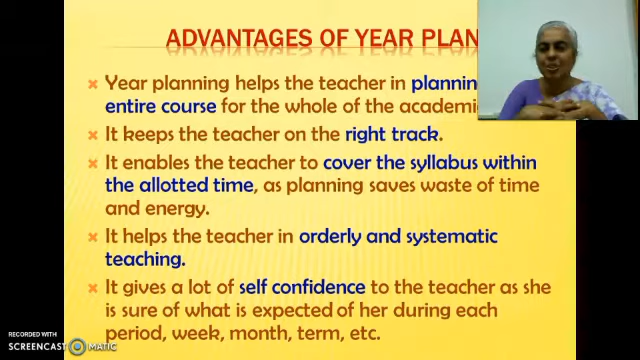 ADVANTAGES OF YEAR PLAN
Year planning helps the teacher in
entire course for the whole of the
It keeps the teacher on the right track.
It enables the teacher to cover the syllabus within
the allotted time, as planning saves waste of time
and energy.
It helps the teacher in orderly and systematic
teaching.
It gives a lot of self confidence to the teacher as she
is sure of what is expected of her during each
period, week, month, term, etc.
RECORDED WITH
SCREENCAST MATIC